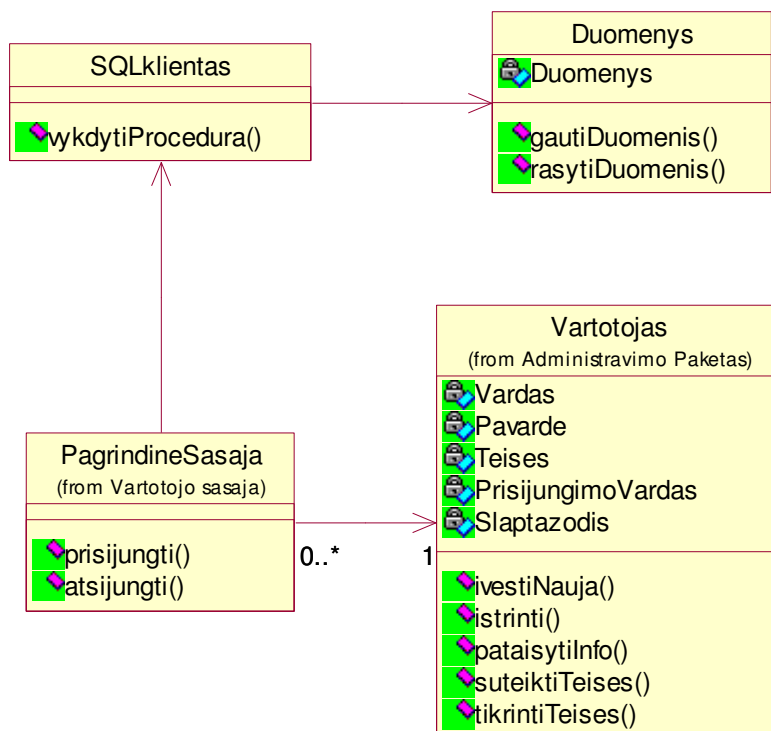 SQLklientas
vykdytiProcedura()
Duomenys
Duomenys
gautiDuomenis()
rasytiDuomenis()
PagrindineSasaja
(from Vartotojo sasaja)
prisijungti()
atsijungti()
0..*
1
Vartotojas
(from Administravimo Paketas)
Vardas
Pavarde
Teises
PrisijungimoVardas
Slaptazodis
ivestiNauja()
istrinti()
pataisytiInfo()
suteiktiTeises()
tikrintiTeises()